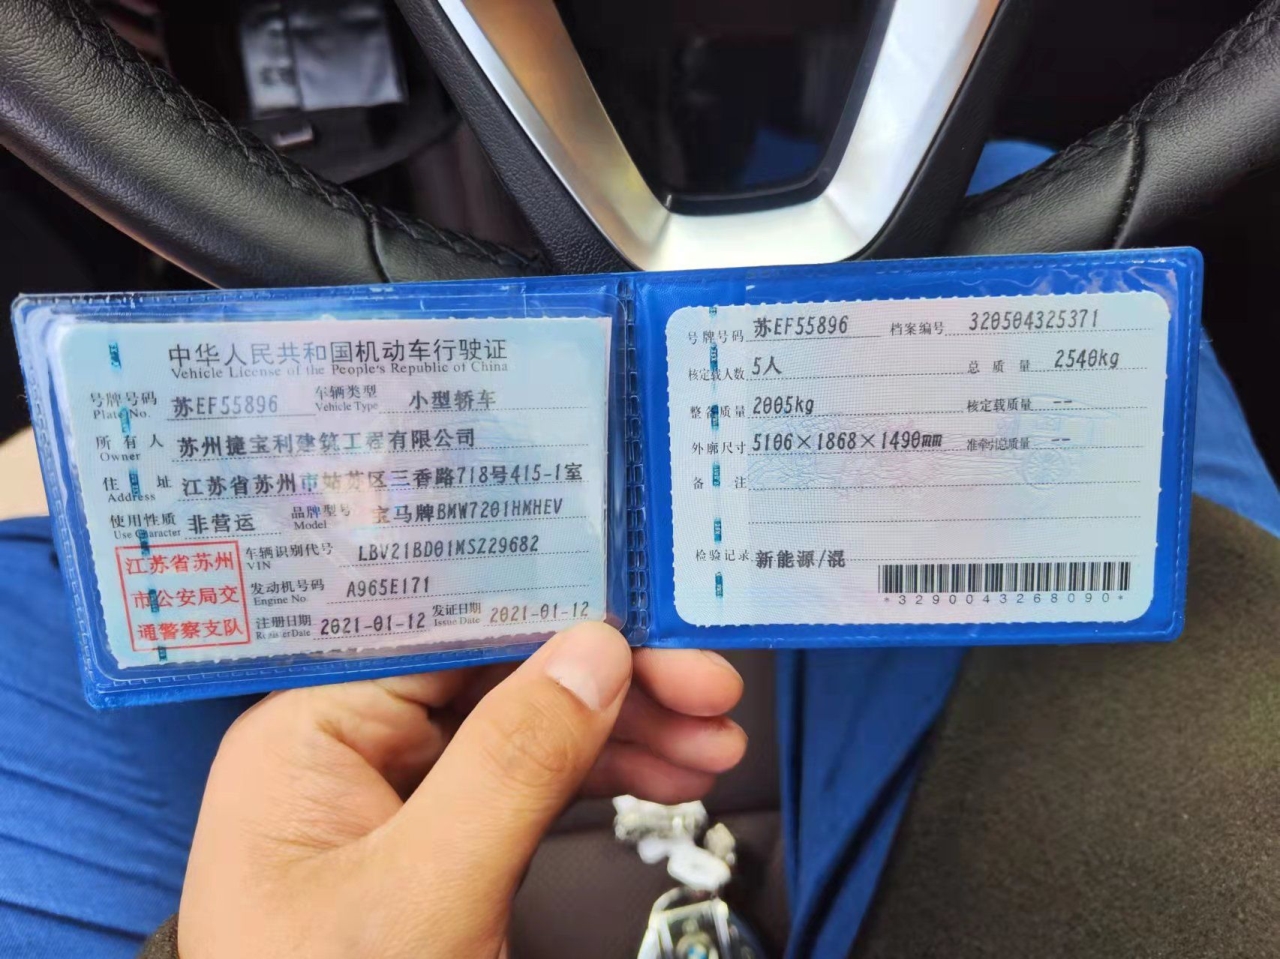 中华人民共和国机动车行驶证
Vehicle License of the People's Republic of China
号牌号码 苏EF55896 车辆类型 小型轿车
Plate No. Vehicle Type
所有人 苏州捷宝利建筑工程有限公司
Owner
住址 江苏省苏州市姑苏区三香路718号415-1室
Address
使用性质 非营运 品牌型号 宝马牌BMW7201HMHEV
Use Character Model
江苏省苏州
市公安局交
通警察支队
车辆识别代号 LBV21BD01MSZ29682
VIN
发动机号码 A965E171
Engine No.
注册日期 2021-01-12 发证日期 2021-01-12
Register Date Issue Date
号牌号码 苏EF55896 档案编号 320504325371
核定载人数 5人 总质量 2540kg
整备质量 2005kg 核定载质量 --
外廓尺寸 5106×1868×1490mm 准牵引总质量 --
备注
检验记录 新能源/混
*3290043268090*